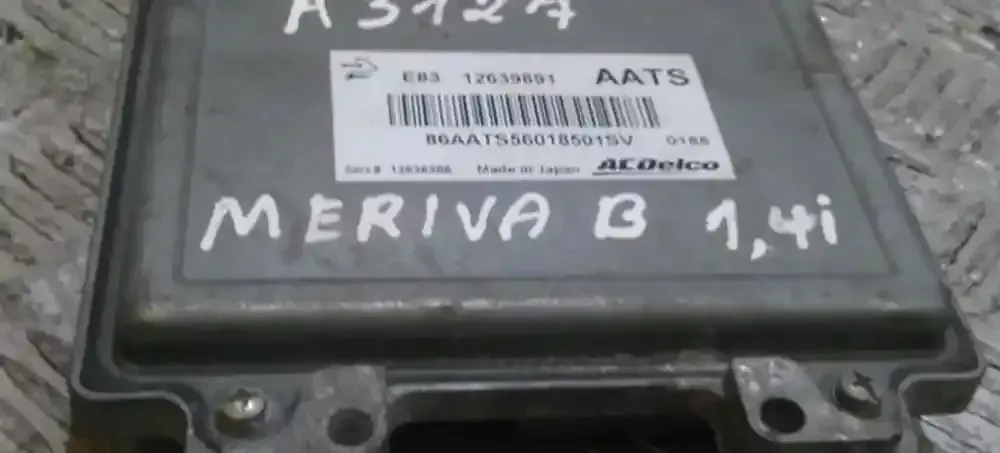 A3127
E83 12639891 AATS
86AATS56018501SV 0188
Made in Japan ACDelco
MERIVA B 1,4i